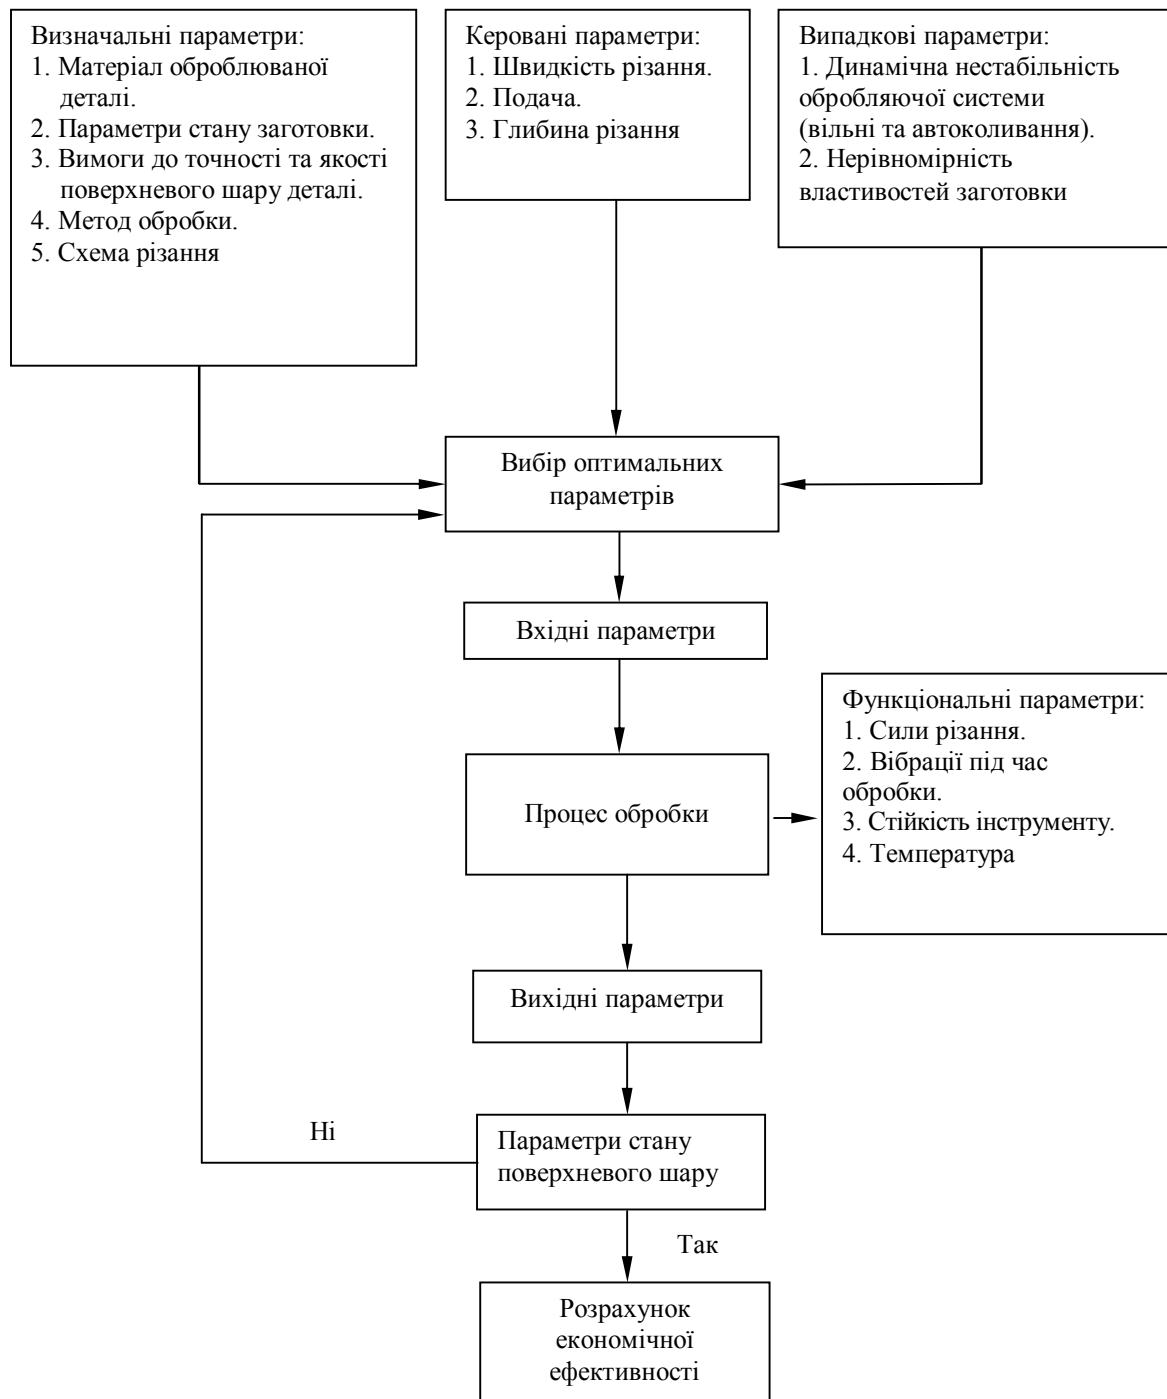 Визначальні параметри:
1. Матеріал оброблюваної
деталі.
2. Параметри стану заготовки.
3. Вимоги до точності та якості
поверхневого шару деталі.
4. Метод обробки.
5. Схема різання
Керовані параметри:
1. Швидкість різання.
2. Подача.
3. Глибина різання
Випадкові параметри:
1. Динамічна нестабільність
обробляючої системи
(вільні та автоколивання).
2. Нерівномірність
властивостей заготовки
Вибір оптимальних
параметрів
Вхідні параметри
Функціональні параметри:
1. Сили різання.
2. Вібрації під час
обробки.
3. Стійкість інструменту.
4. Температура
Процес обробки
Вихідні параметри
Ні
Параметри стану
поверхневого шару
Так
Розрахунок
економічної
ефективності